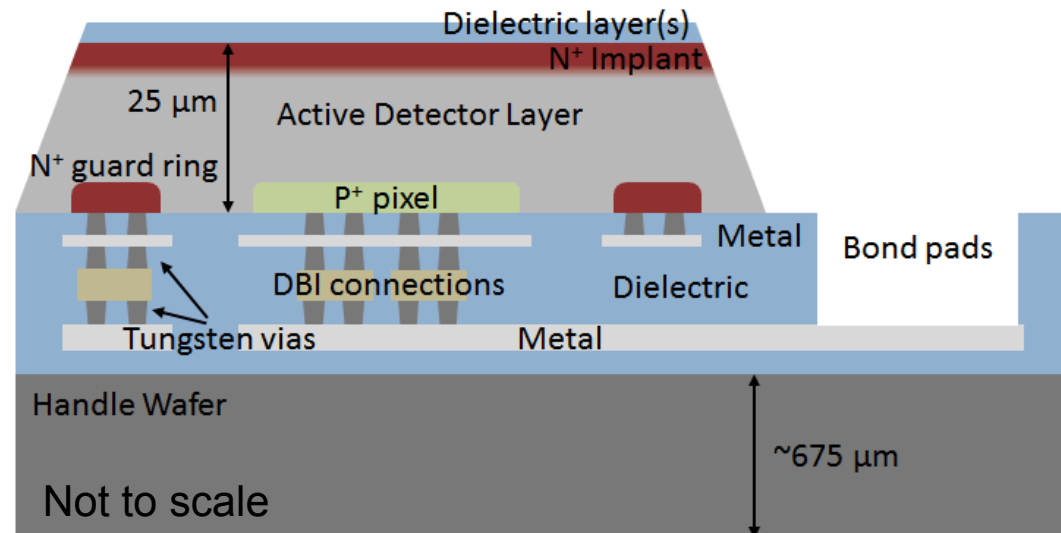 Dielectric layer(s)
N⁺ Implant
25 μm
Active Detector Layer
N⁺ guard ring
P⁺ pixel
Metal
Bond pads
DBI connections
Dielectric
Tungsten vias
Metal
Handle Wafer
~675 μm
Not to scale